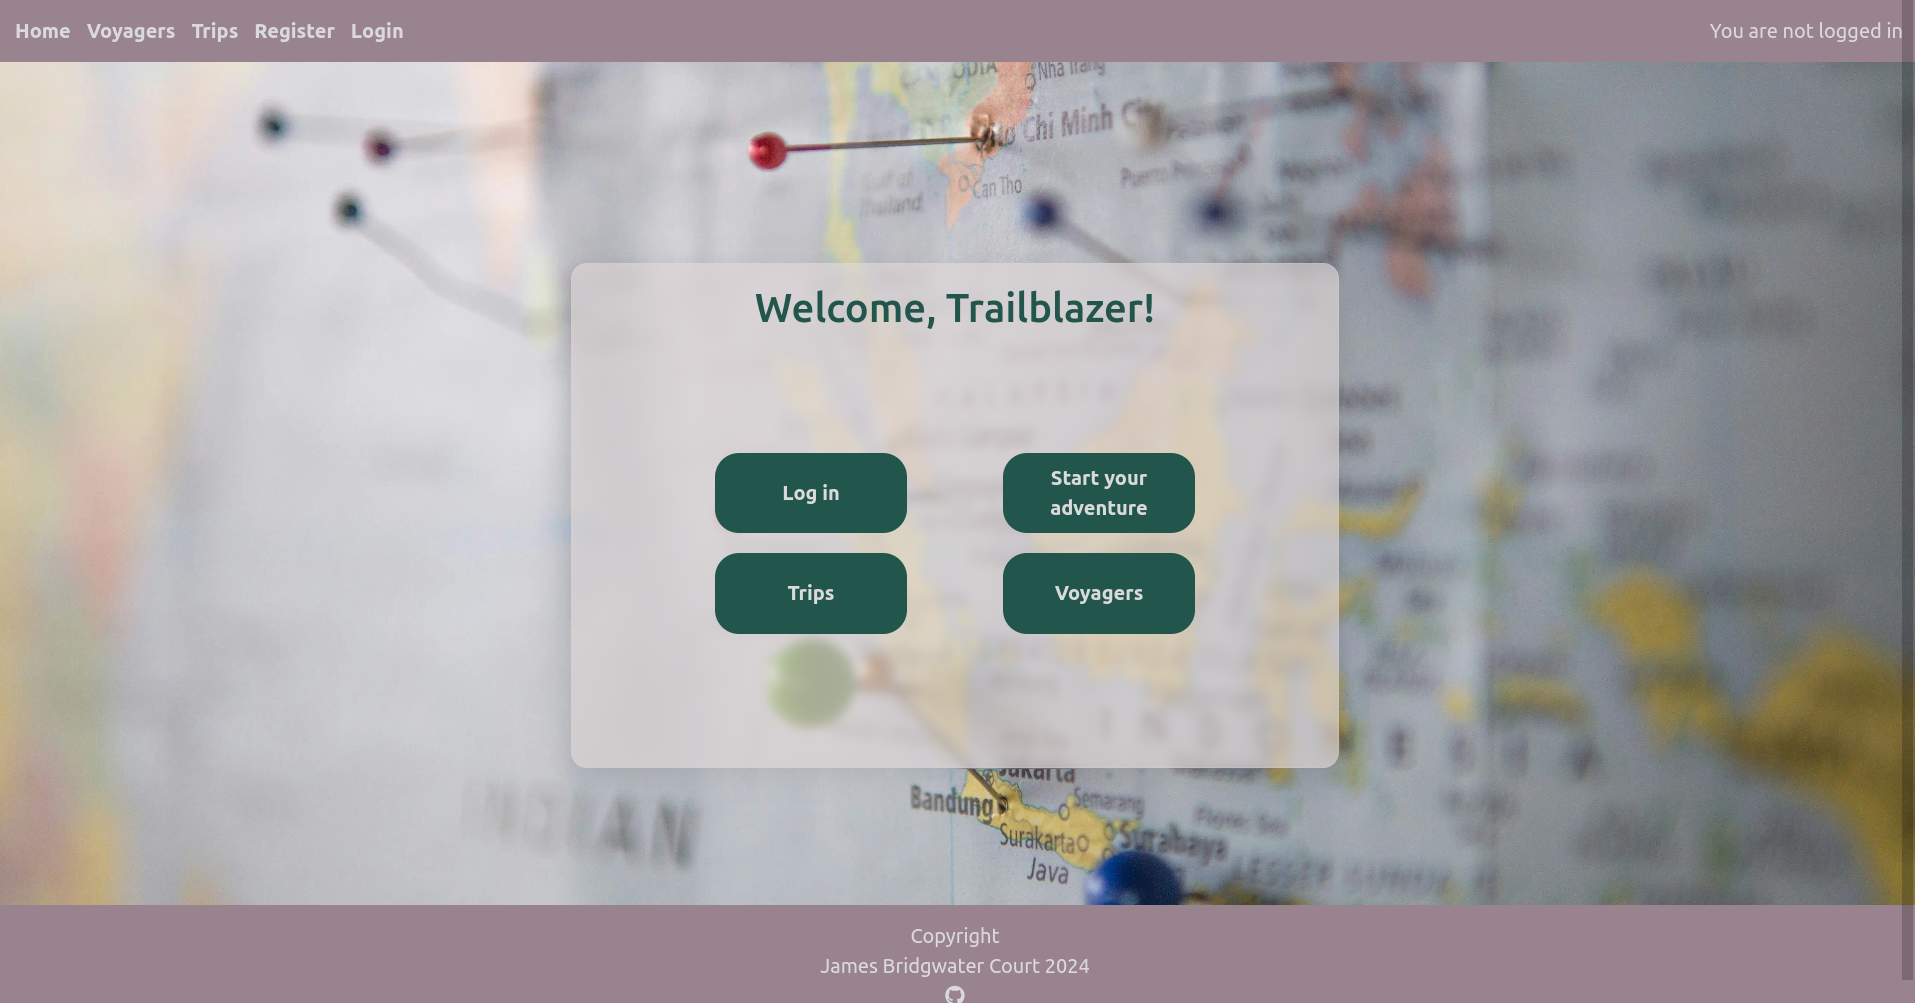 Home Voyagers Trips Register Login You are not logged in
Nha Trang
Chi Minh City
Can Tho
Gulf of
Thailand
Welcome, Trailblazer!
Log in
Start your
adventure
Trips
Voyagers
Jakarta
Bandung
Semarang
Surakarta
Surabaya
Java
INDIAN
LESSER SUNDA
Copyright
James Bridgwater Court 2024